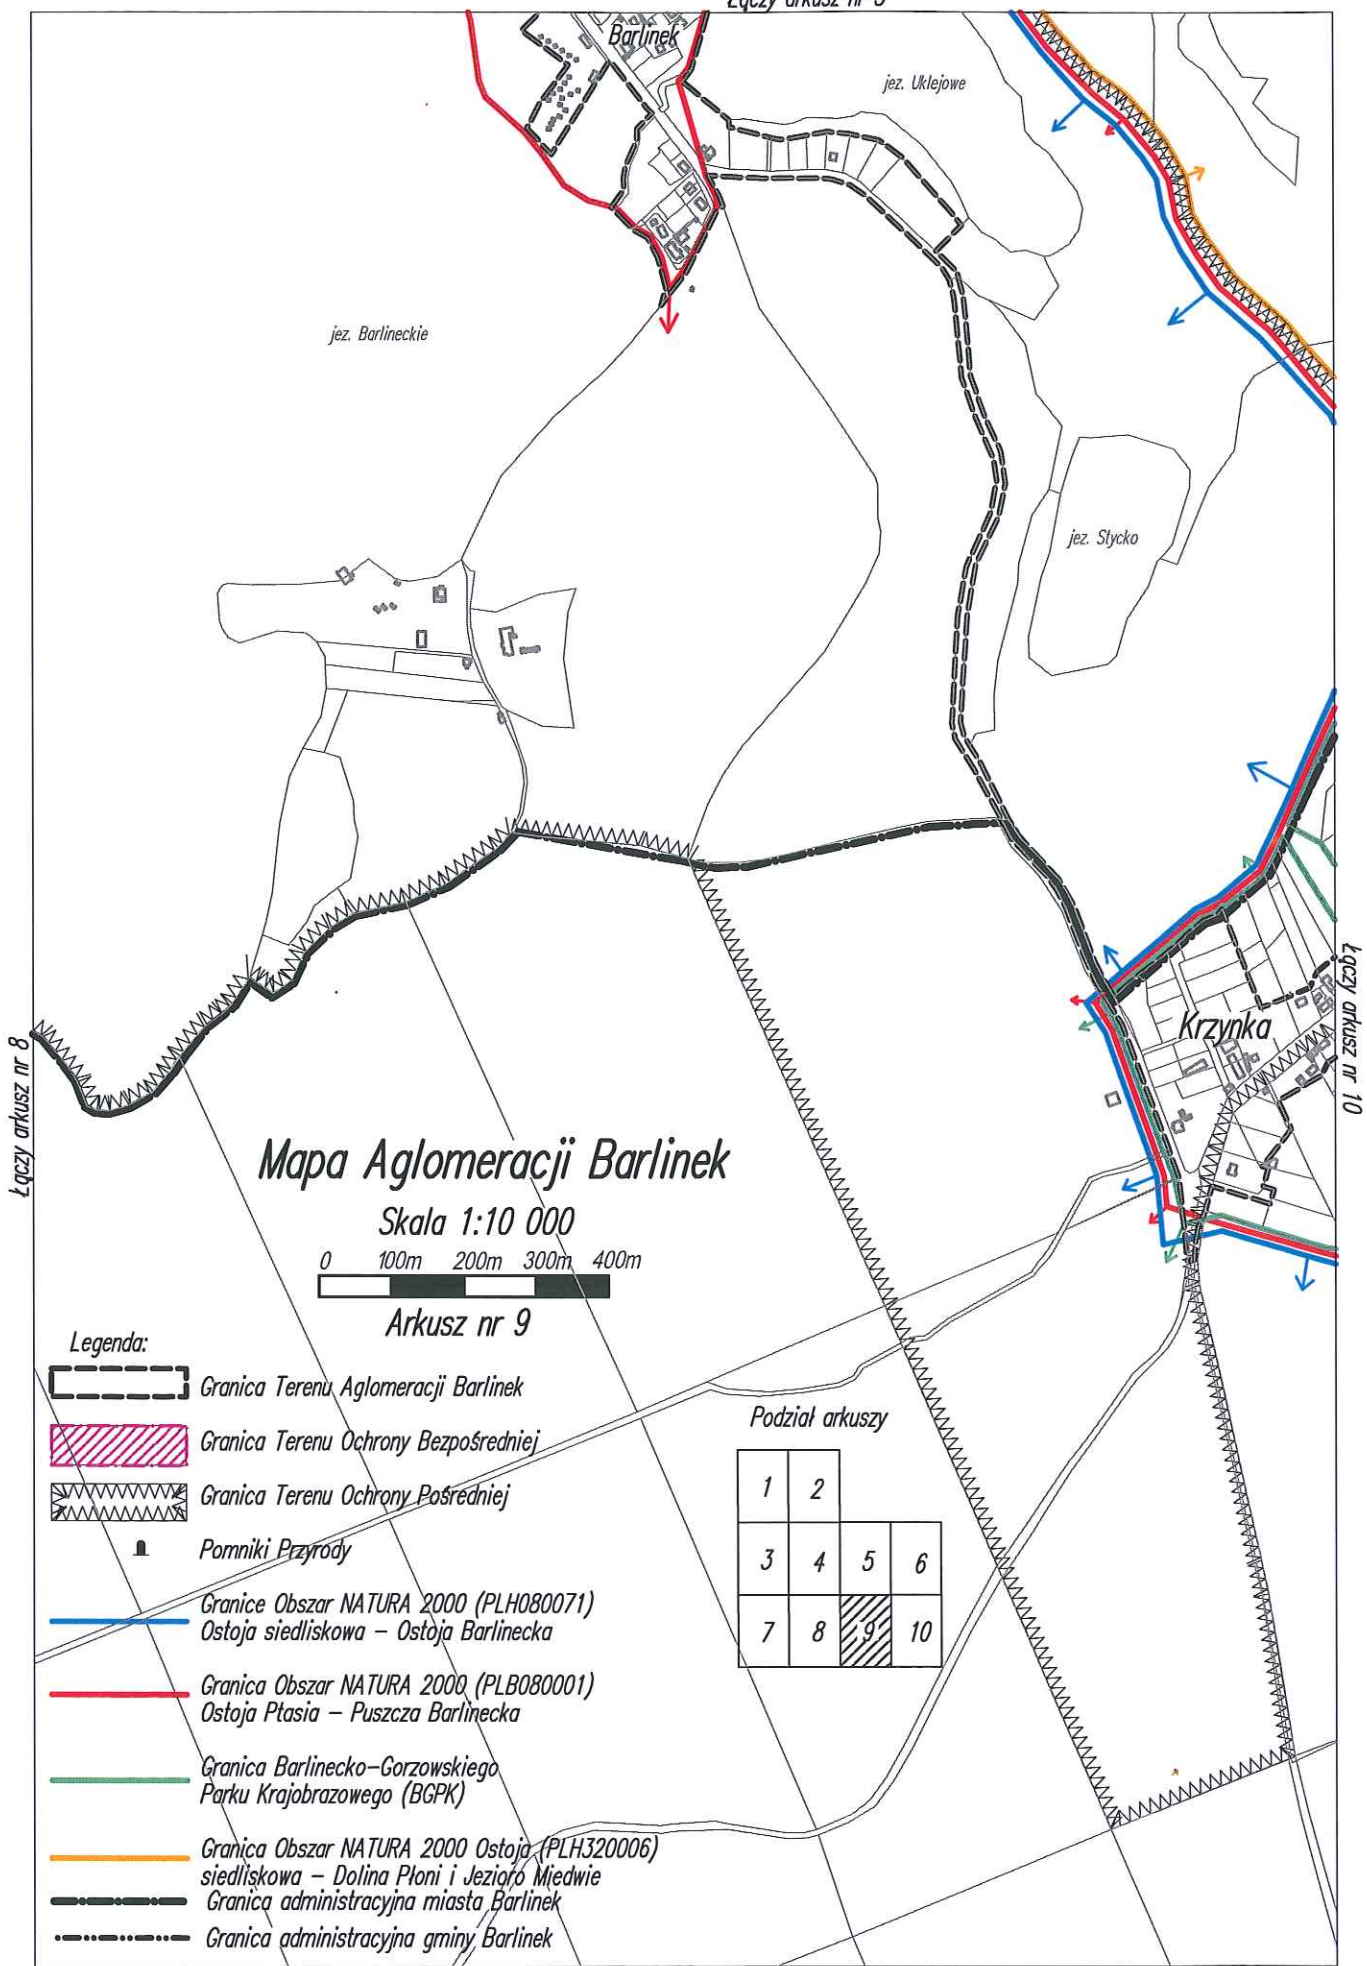 Łączy arkusz nr 5
Barlinek
jez. Uklejowe
jez. Barlineckie
jez. Stycko
Łączy arkusz nr 8
Łączy arkusz nr 10
Krzynka
Mapa Aglomeracji Barlinek
Skala 1:10 000
0 100m 200m 300m 400m
Arkusz nr 9
Legenda:
Granica Terenu Aglomeracji Barlinek
Granica Terenu Ochrony Bezpośredniej
Granica Terenu Ochrony Pośredniej
Pomniki Przyrody
Granice Obszar NATURA 2000 (PLH080071)
Ostoja siedliskowa – Ostoja Barlinecka
Granica Obszar NATURA 2000 (PLB080001)
Ostoja Ptasia – Puszcza Barlinecka
Granica Barlinecko–Gorzowskiego
Parku Krajobrazowego (BGPK)
Granica Obszar NATURA 2000 Ostoja (PLH320006)
siedliskowa – Dolina Płoni i Jezioro Miedwie
Granica administracyjna miasta Barlinek
Granica administracyjna gminy Barlinek
Podział arkuszy
1 2
3 4 5 6
7 8 9 10